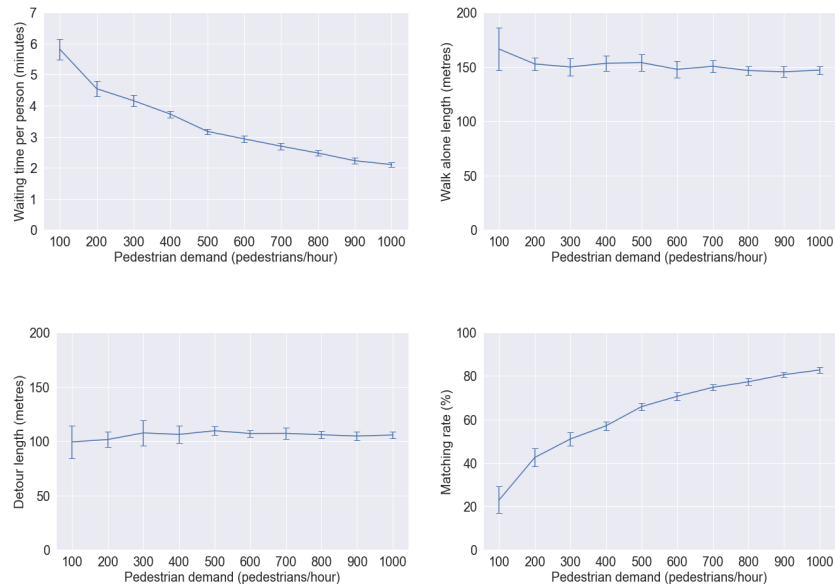 7
6
5
4
3
2
1
0
Waiting time per person (minutes)
100 200 300 400 500 600 700 800 900 1000
Pedestrian demand (pedestrians/hour)
200
150
100
50
0
Walk alone length (metres)
100 200 300 400 500 600 700 800 900 1000
Pedestrian demand (pedestrians/hour)
200
150
100
50
0
Detour length (metres)
100 200 300 400 500 600 700 800 900 1000
Pedestrian demand (pedestrians/hour)
100
80
60
40
20
0
Matching rate (%)
100 200 300 400 500 600 700 800 900 1000
Pedestrian demand (pedestrians/hour)